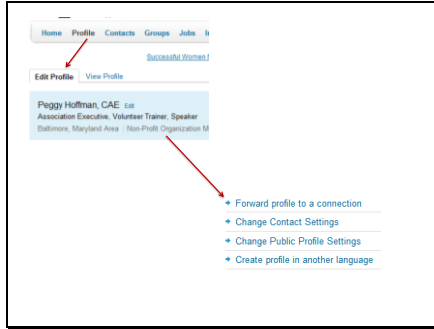 Home Profile Contacts Groups Jobs
Successful Women
Edit Profile View Profile
Peggy Hoffman, CAE Edit
Association Executive, Volunteer Trainer, Speaker
Baltimore, Maryland Area | Non-Profit Organization M
Forward profile to a connection
Change Contact Settings
Change Public Profile Settings
Create profile in another language